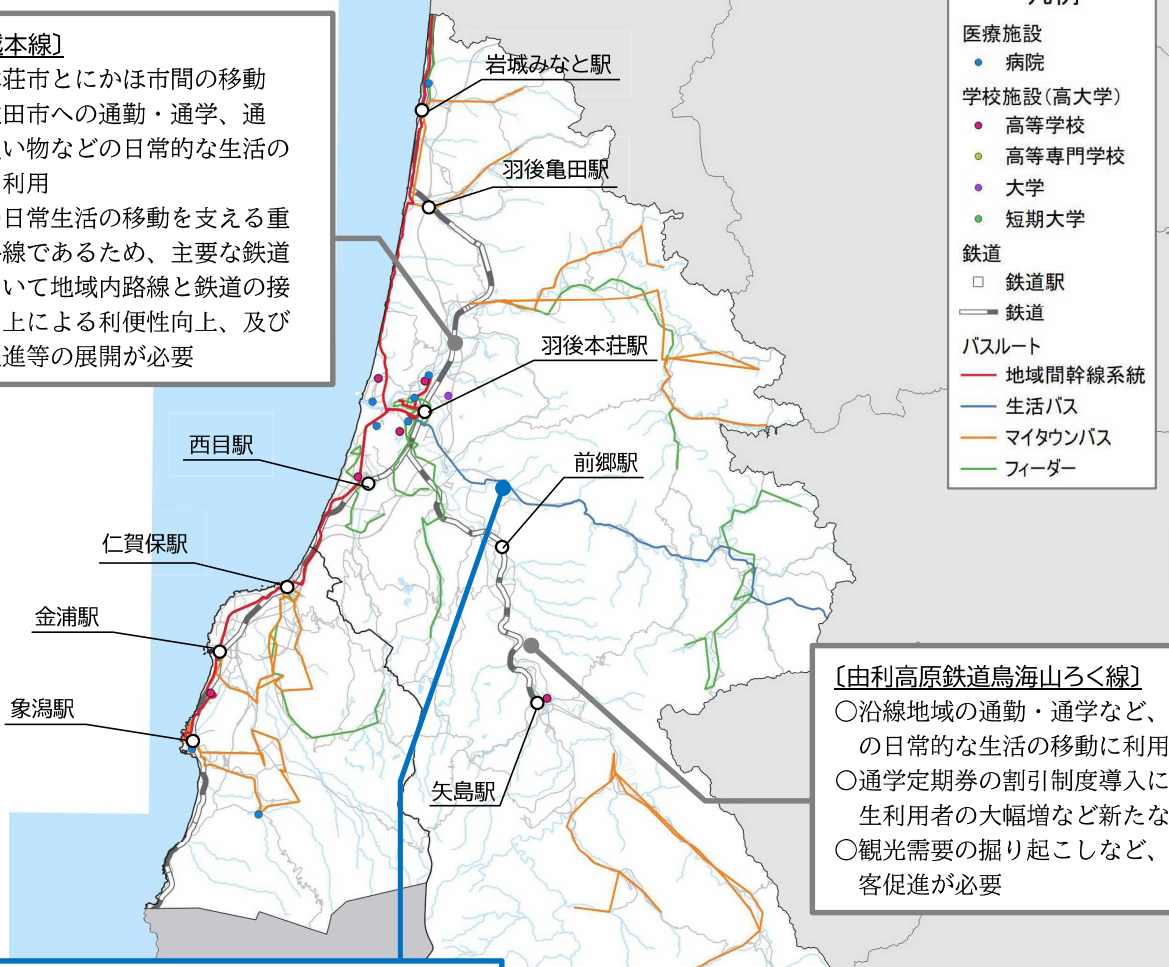 本線〕
荘市とにかほ市間の移動
田市への通勤・通学、通
い物などの日常的な生活の
利用
日常生活の移動を支える重
線であるため、主要な鉄道
いて地域内路線と鉄道の接
上による利便性向上、及び
進等の展開が必要
岩城みなと駅
羽後亀田駅
羽後本荘駅
西目駅
前郷駅
仁賀保駅
金浦駅
象潟駅
矢島駅
医療施設
病院
学校施設(高大学)
高等学校
高等専門学校
大学
短期大学
鉄道
鉄道駅
鉄道
バスルート
地域間幹線系統
生活バス
マイタウンバス
フィーダー
〔由利高原鉄道鳥海山ろく線〕
○沿線地域の通勤・通学など、
の日常的な生活の移動に利用
○通学定期券の割引制度導入に
生利用者の大幅増など新たな
○観光需要の掘り起こしなど、
客促進が必要